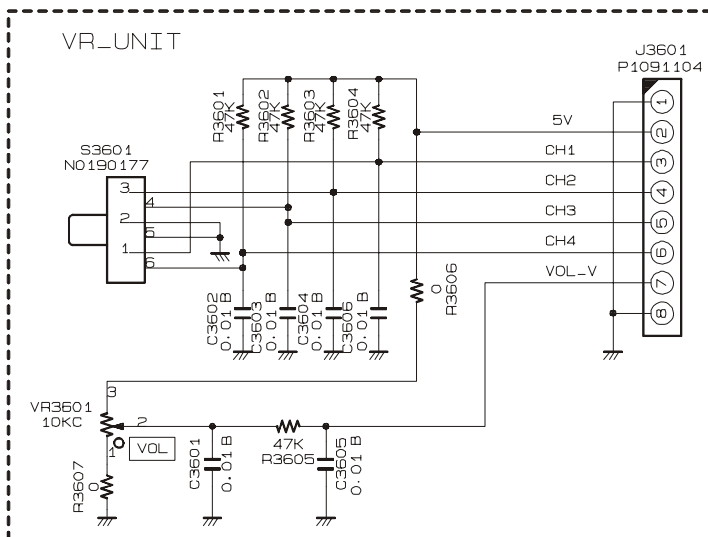 VR_UNIT
J3601
P1091104
R3601
47K
R3602
47K
R3603
47K
R3604
47K
S3601
N0190177
3
4
2
5
1
6
5V
CH1
CH2
CH3
CH4
VOL_V
1
2
3
4
5
6
7
8
0
R3606
C3602
0.01 B
C3603
0.01 B
C3604
0.01 B
C3606
0.01 B
VR3601
10KC
3
2
1
VOL
R3607
0
C3601
0.01 B
47K
R3605
C3605
0.01 B